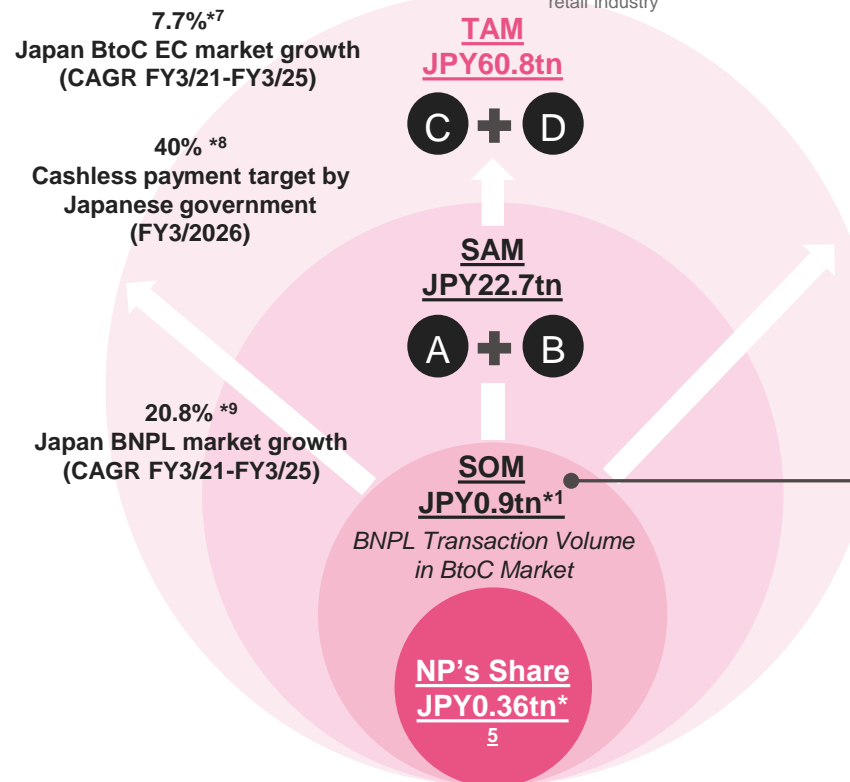 retail industry
7.7%*7
Japan BtoC EC market growth
(CAGR FY3/21-FY3/25)
TAM
JPY60.8tn
C + D
40% *8
Cashless payment target by
Japanese government
(FY3/2026)
SAM
JPY22.7tn
A + B
20.8% *9
Japan BNPL market growth
(CAGR FY3/21-FY3/25)
SOM
JPY0.9tn*1
BNPL Transaction Volume
in BtoC Market
NP's Share
JPY0.36tn*
5